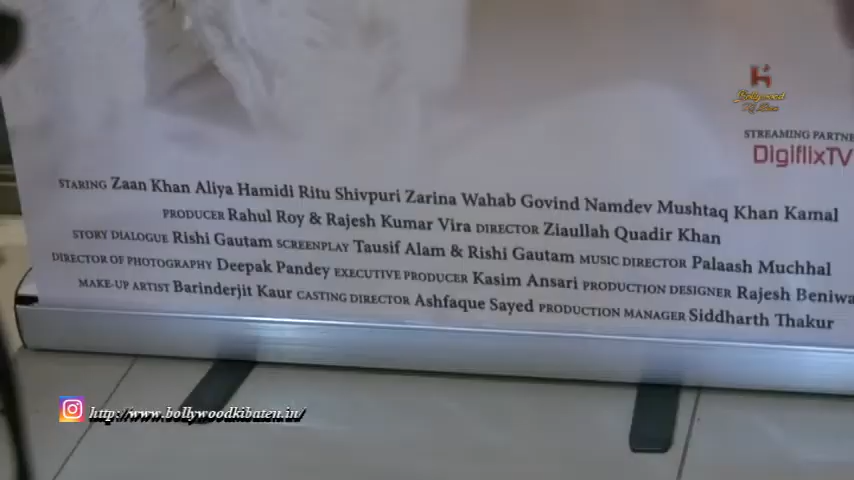 STREAMING PARTNE
DigiflixTV
STARRING Zaan Khan Aliya Hamidi Ritu Shivpuri Zarina Wahab Govind Namdev Mushtaq Khan Kamal
PRODUCER Rahul Roy & Rajesh Kumar Vira DIRECTOR Ziaullah Quadir Khan
STORY DIALOGUE Rishi Gautam SCREENPLAY Tausif Alam & Rishi Gautam MUSIC DIRECTOR Palaash Muchhal
DIRECTOR OF PHOTOGRAPHY Deepak Pandey EXECUTIVE PRODUCER Kasim Ansari PRODUCTION DESIGNER Rajesh Beniwa
MAKE-UP ARTIST Barinderjit Kaur CASTING DIRECTOR Ashfaque Sayed PRODUCTION MANAGER Siddharth Thakur
http://www.bollywoodkibaten.in/